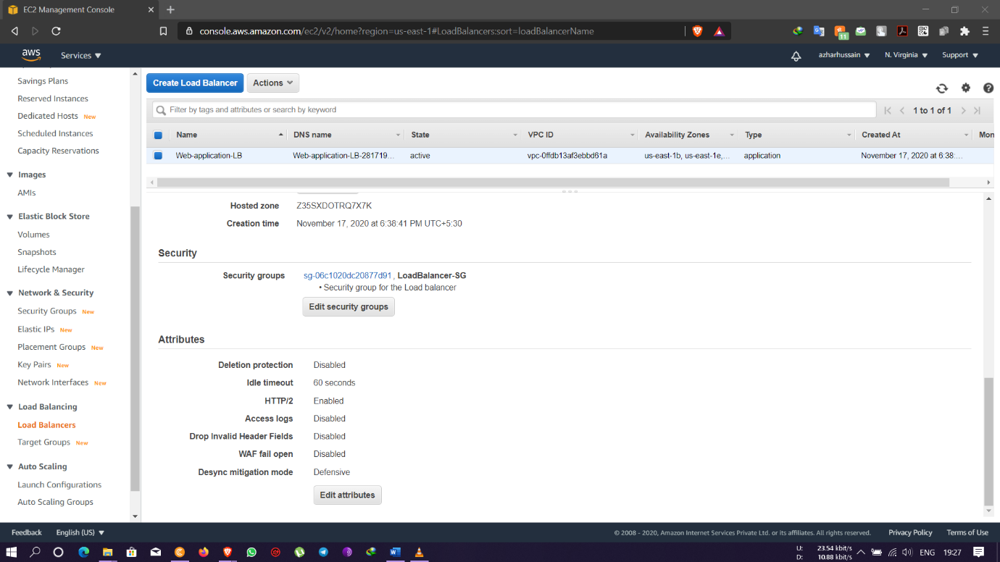 EC2 Management Console
console.aws.amazon.com/ec2/v2/home?region=us-east-1#LoadBalancers:sort=loadBalancerName
11
aws Services azharhussain N. Virginia Support
Savings Plans
Reserved Instances
Dedicated Hosts New
Scheduled Instances
Capacity Reservations
Images
AMIs
Elastic Block Store
Volumes
Snapshots
Lifecycle Manager
Network & Security
Security Groups New
Elastic IPs New
Placement Groups New
Key Pairs New
Network Interfaces New
Load Balancing
Load Balancers
Target Groups New
Auto Scaling
Launch Configurations
Auto Scaling Groups
Create Load Balancer Actions
Filter by tags and attributes or search by keyword 1 to 1 of 1
Name DNS name State VPC ID Availability Zones Type Created At Mon
Web-application-LB Web-application-LB-281719... active vpc-0ffdb13af3ebbd61a us-east-1b, us-east-1e,... application November 17, 2020 at 6:38:...
Hosted zone Z35SXDOTRQ7X7K
Creation time November 17, 2020 at 6:38:41 PM UTC+5:30
Security
Security groups sg-06c1020dc20877d91, LoadBalancer-SG
• Security group for the Load balancer
Edit security groups
Attributes
Deletion protection Disabled
Idle timeout 60 seconds
HTTP/2 Enabled
Access logs Disabled
Drop Invalid Header Fields Disabled
WAF fail open Disabled
Desync mitigation mode Defensive
Edit attributes
Feedback English (US) © 2008 - 2020, Amazon Internet Services Private Ltd. or its affiliates. All rights reserved. Privacy Policy Terms of Use
U: 23.54 kbit/s
D: 10.88 kbit/s
ENG 19:27